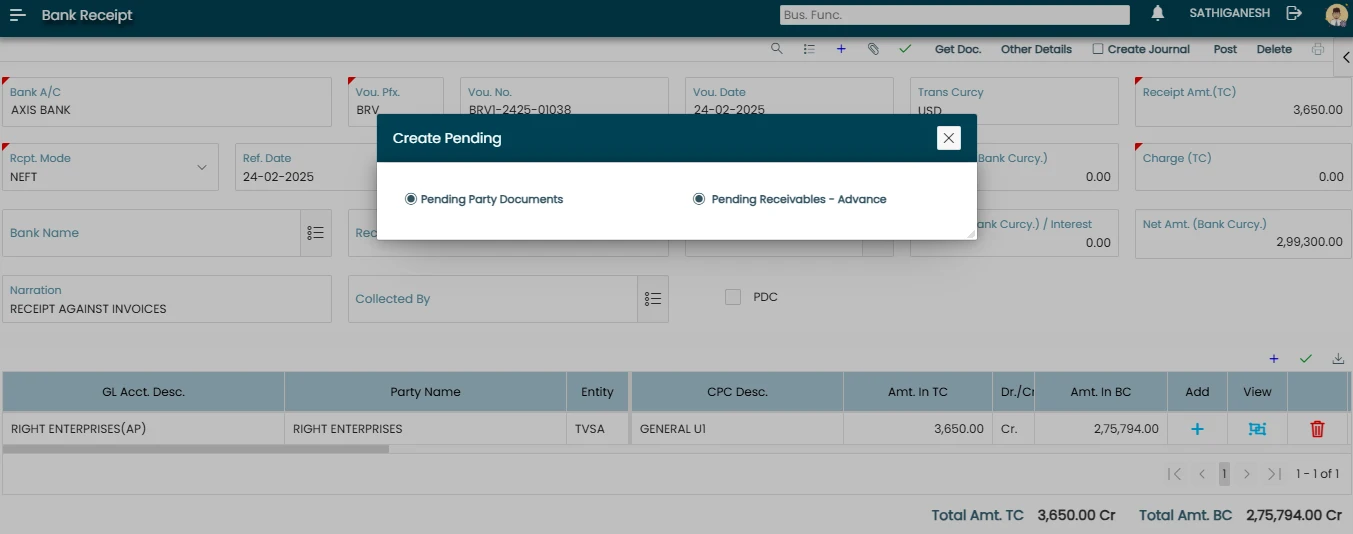 Bank Receipt
Bus. Func.
SATHIGANESH
Get Doc. Other Details Create Journal Post Delete
Bank A/C
AXIS BANK
Vou. Pfx.
BRV
Vou. No.
BRV1-2425-01038
Vou. Date
24-02-2025
Trans Curcy
USD
Receipt Amt.(TC)
3,650.00
Create Pending
Rcpt. Mode
NEFT
Ref. Date
24-02-2025
Bank Curcy.)
0.00
Charge (TC)
0.00
Pending Party Documents
Pending Receivables - Advance
Bank Name
Rec
ank Curcy.) / Interest
0.00
Net Amt. (Bank Curcy.)
2,99,300.00
Narration
RECEIPT AGAINST INVOICES
Collected By
PDC
GL Acct. Desc. Party Name Entity CPC Desc. Amt. In TC Dr./Cr Amt. In BC Add View
RIGHT ENTERPRISES(AP) RIGHT ENTERPRISES TVSA GENERAL U1 3,650.00 Cr. 2,75,794.00
1 1 - 1 of 1
Total Amt. TC 3,650.00 Cr Total Amt. BC 2,75,794.00 Cr